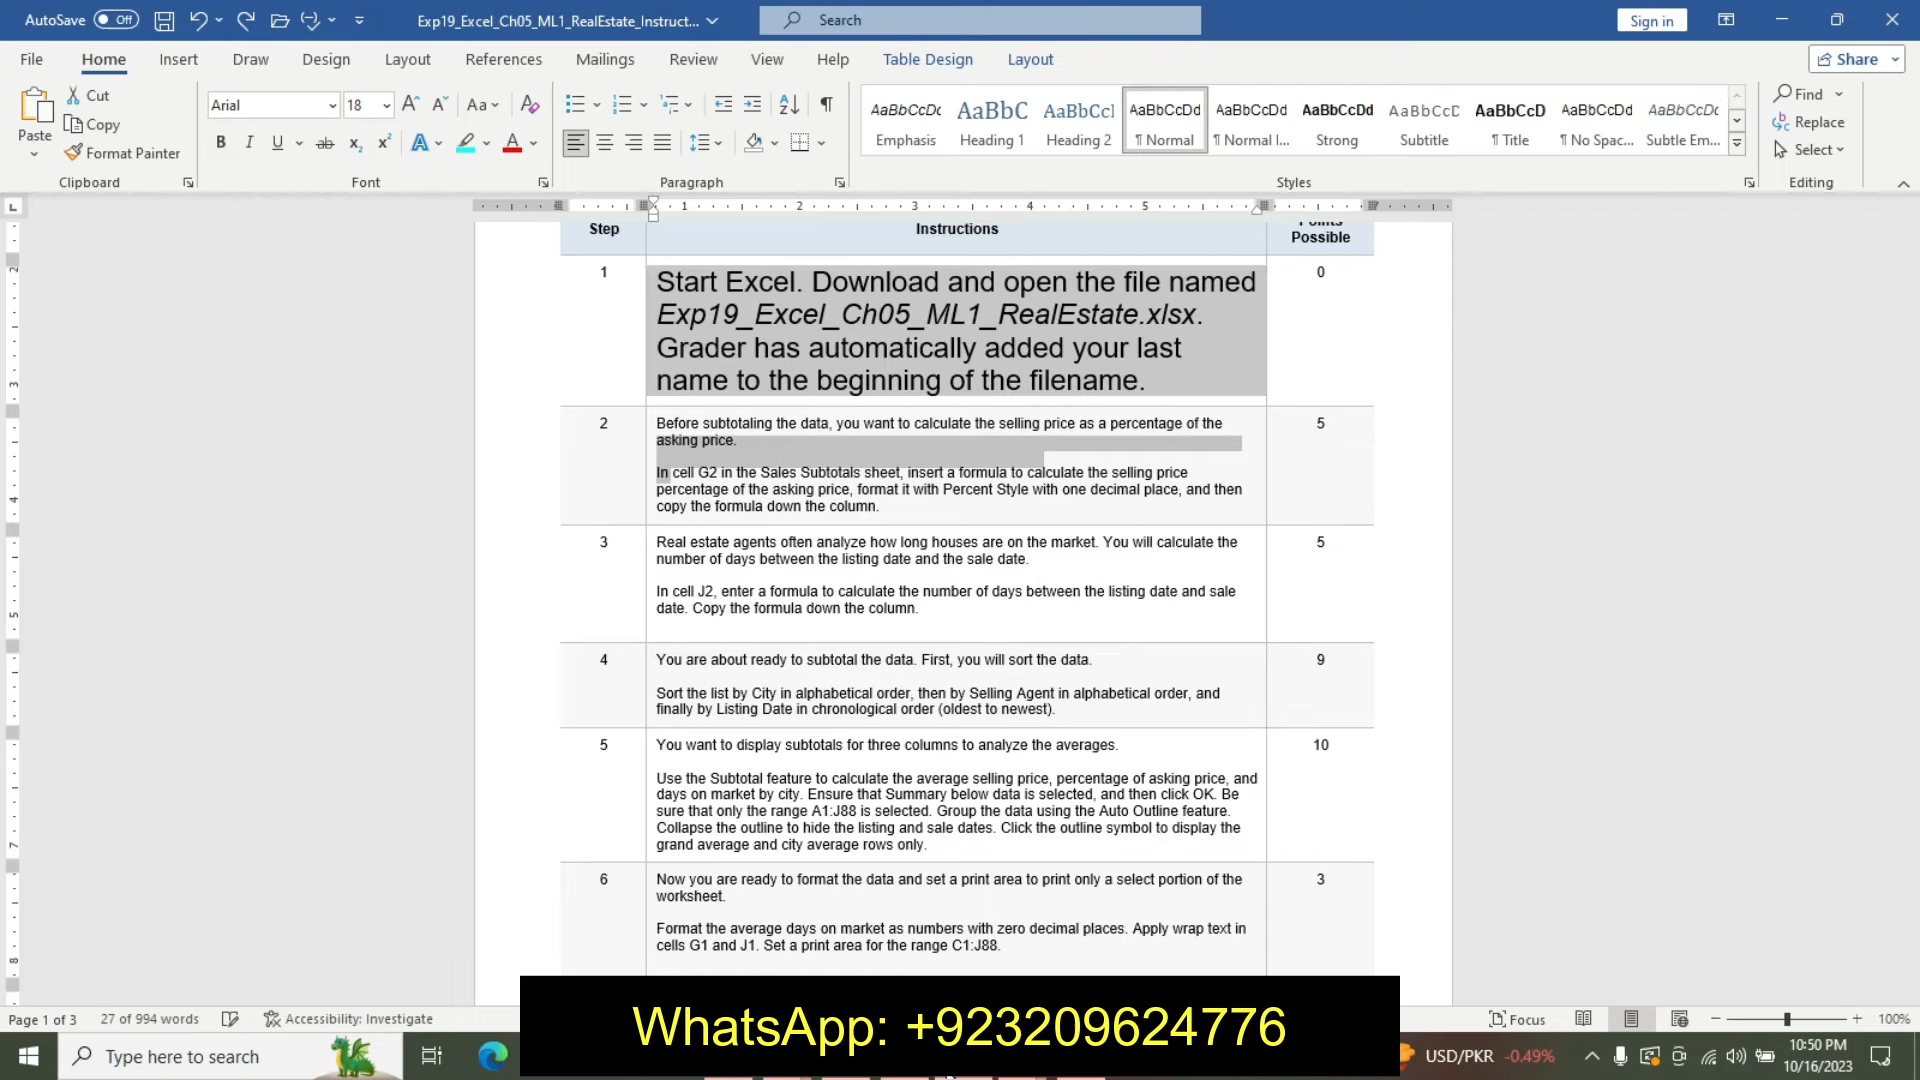 AutoSave Off Exp19_Excel_Ch05_ML1_RealEstate_Instruct... Search Sign in
File Home Insert Draw Design Layout References Mailings Review View Help Table Design Layout Share
Paste Cut Copy Format Painter
Arial 18 Aa
B I U ab x₂ x² A A
AaBbCcDc AaBbC AaBbCcI AaBbCcDd AaBbCcDd AaBbCcDd AaBbCcC AaBbCcD AaBbCcDd AaBbCcDc
Emphasis Heading 1 Heading 2 ¶ Normal ¶ Normal I... Strong Subtitle ¶ Title ¶ No Spac... Subtle Em...
Find
Replace
Select
Clipboard Font Paragraph Styles Editing
1 2 3 4 5
Step Instructions Points Possible
1 Start Excel. Download and open the file named
Exp19_Excel_Ch05_ML1_RealEstate.xlsx.
Grader has automatically added your last
name to the beginning of the filename.
0
2 Before subtotaling the data, you want to calculate the selling price as a percentage of the
asking price.
In cell G2 in the Sales Subtotals sheet, insert a formula to calculate the selling price
percentage of the asking price, format it with Percent Style with one decimal place, and then
copy the formula down the column.
5
3 Real estate agents often analyze how long houses are on the market. You will calculate the
number of days between the listing date and the sale date.
In cell J2, enter a formula to calculate the number of days between the listing date and sale
date. Copy the formula down the column.
5
4 You are about ready to subtotal the data. First, you will sort the data.
Sort the list by City in alphabetical order, then by Selling Agent in alphabetical order, and
finally by Listing Date in chronological order (oldest to newest).
9
5 You want to display subtotals for three columns to analyze the averages.
Use the Subtotal feature to calculate the average selling price, percentage of asking price, and
days on market by city. Ensure that Summary below data is selected, and then click OK. Be
sure that only the range A1:J88 is selected. Group the data using the Auto Outline feature.
Collapse the outline to hide the listing and sale dates. Click the outline symbol to display the
grand average and city average rows only.
10
6 Now you are ready to format the data and set a print area to print only a select portion of the
worksheet.
Format the average days on market as numbers with zero decimal places. Apply wrap text in
cells G1 and J1. Set a print area for the range C1:J88.
3
WhatsApp: +923209624776
Page 1 of 3 27 of 994 words Accessibility: Investigate Focus 100%
Type here to search USD/PKR -0.49% 10:50 PM
10/16/2023